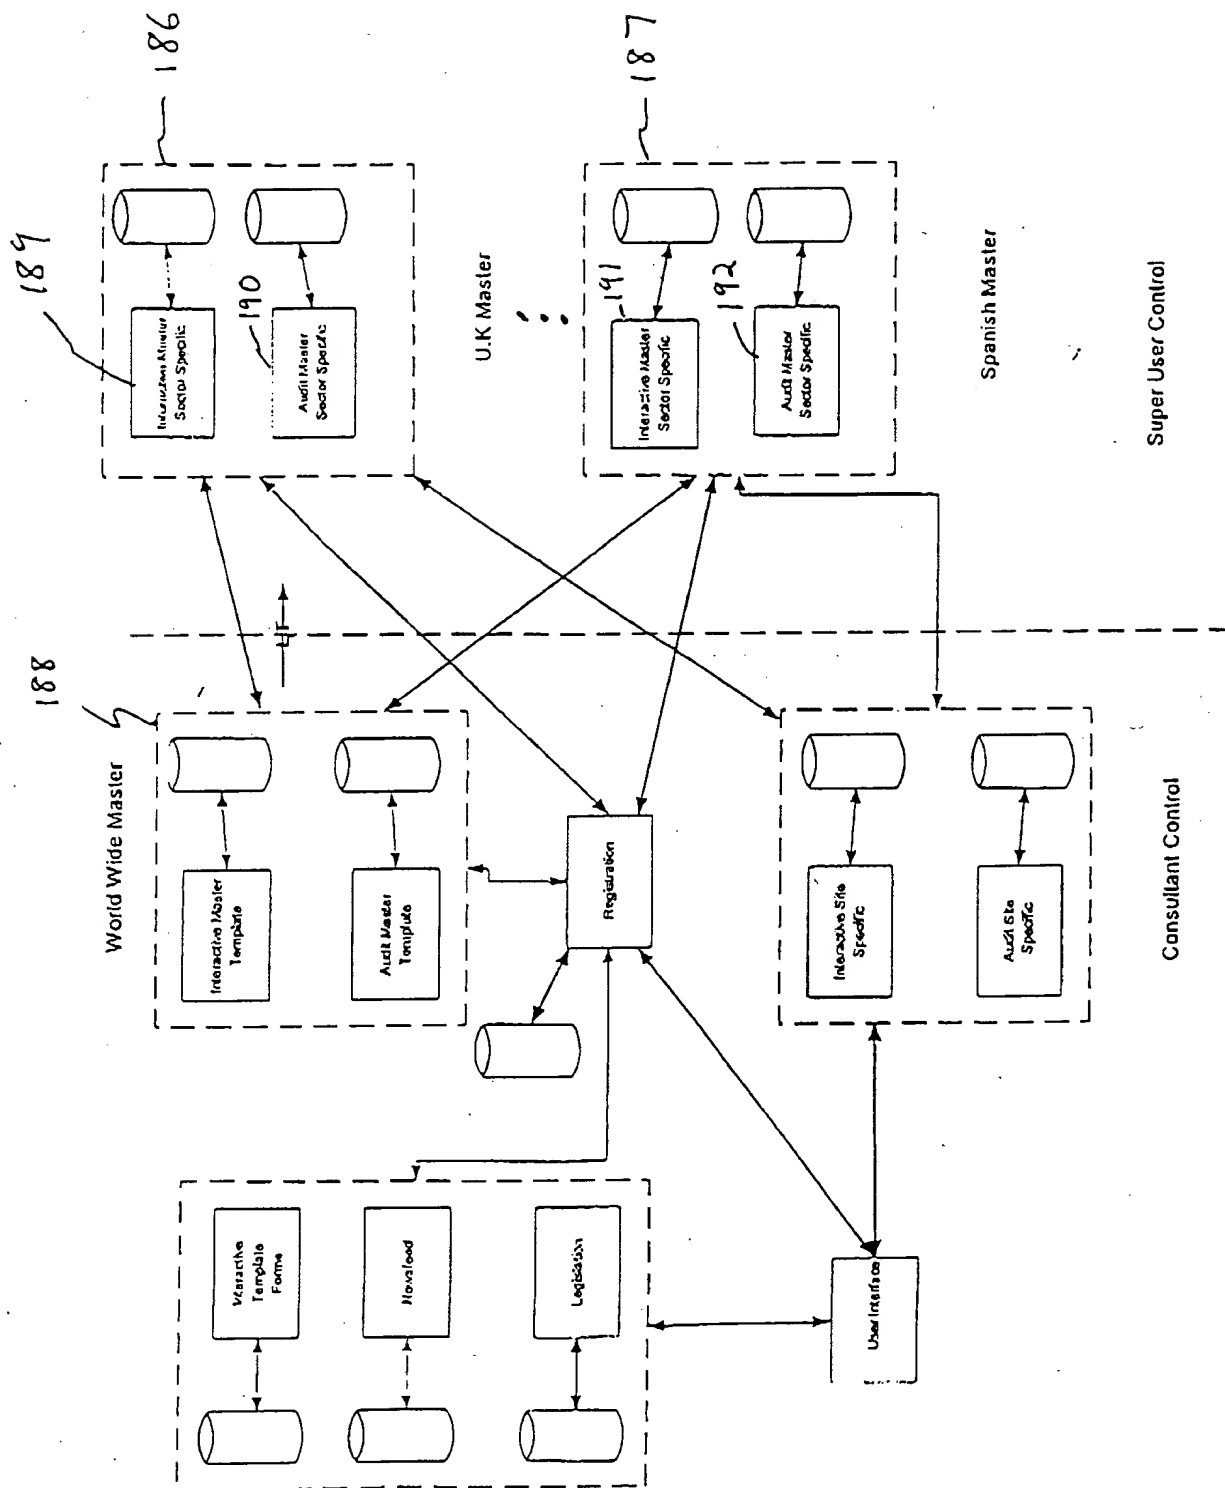 186
189
Sector Specific
190
Audit Master
Sector Specific
U.K Master
187
191
Interactive Master
Sector Specific
192
Audit Master
Sector Specific
Spanish Master
Super User Control
188
World Wide Master
Interactive Master
Template
Audit Master
Template
Registration
Interactive Site
Specific
Audit Site
Specific
Consultant Control
Interactive
Template
Forms
Newsfeed
Legislation
User Interface